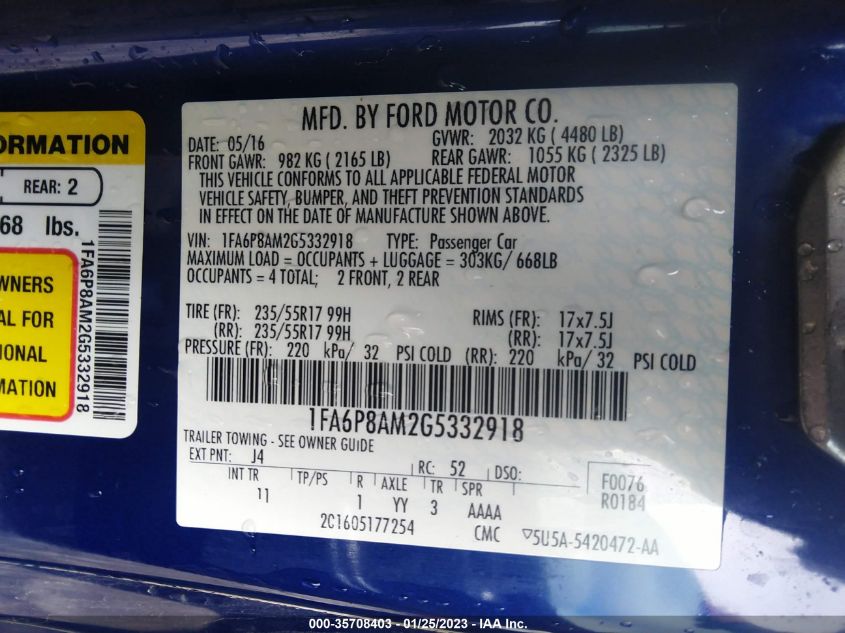 ORMATION
REAR: 2
68 lbs.
WNERS
AL FOR
IONAL
MATION
1FA6P8AM2G5332918
MFD. BY FORD MOTOR CO.
DATE: 05/16 GVWR: 2032 KG ( 4480 LB)
FRONT GAWR: 982 KG ( 2165 LB) REAR GAWR: 1055 KG ( 2325 LB)
THIS VEHICLE CONFORMS TO ALL APPLICABLE FEDERAL MOTOR
VEHICLE SAFETY, BUMPER, AND THEFT PREVENTION STANDARDS
IN EFFECT ON THE DATE OF MANUFACTURE SHOWN ABOVE.
VIN: 1FA6P8AM2G5332918 TYPE: Passenger Car
MAXIMUM LOAD = OCCUPANTS + LUGGAGE = 303KG/ 668LB
OCCUPANTS = 4 TOTAL; 2 FRONT, 2 REAR
TIRE (FR): 235/55R17 99H RIMS (FR): 17x7.5J
(RR): 235/55R17 99H (RR): 17x7.5J
PRESSURE (FR): 220 kPa/ 32 PSI COLD (RR): 220 kPa/ 32 PSI COLD
1FA6P8AM2G5332918
TRAILER TOWING - SEE OWNER GUIDE
EXT PNT: J4 RC: 52 DSO: F0076
INT TR TP/PS R AXLE TR SPR R0184
11 1 YY 3 AAAA
2C1605177254 CMC ▽5U5A-5420472-AA
000-35708403 - 01/25/2023 - IAA Inc.